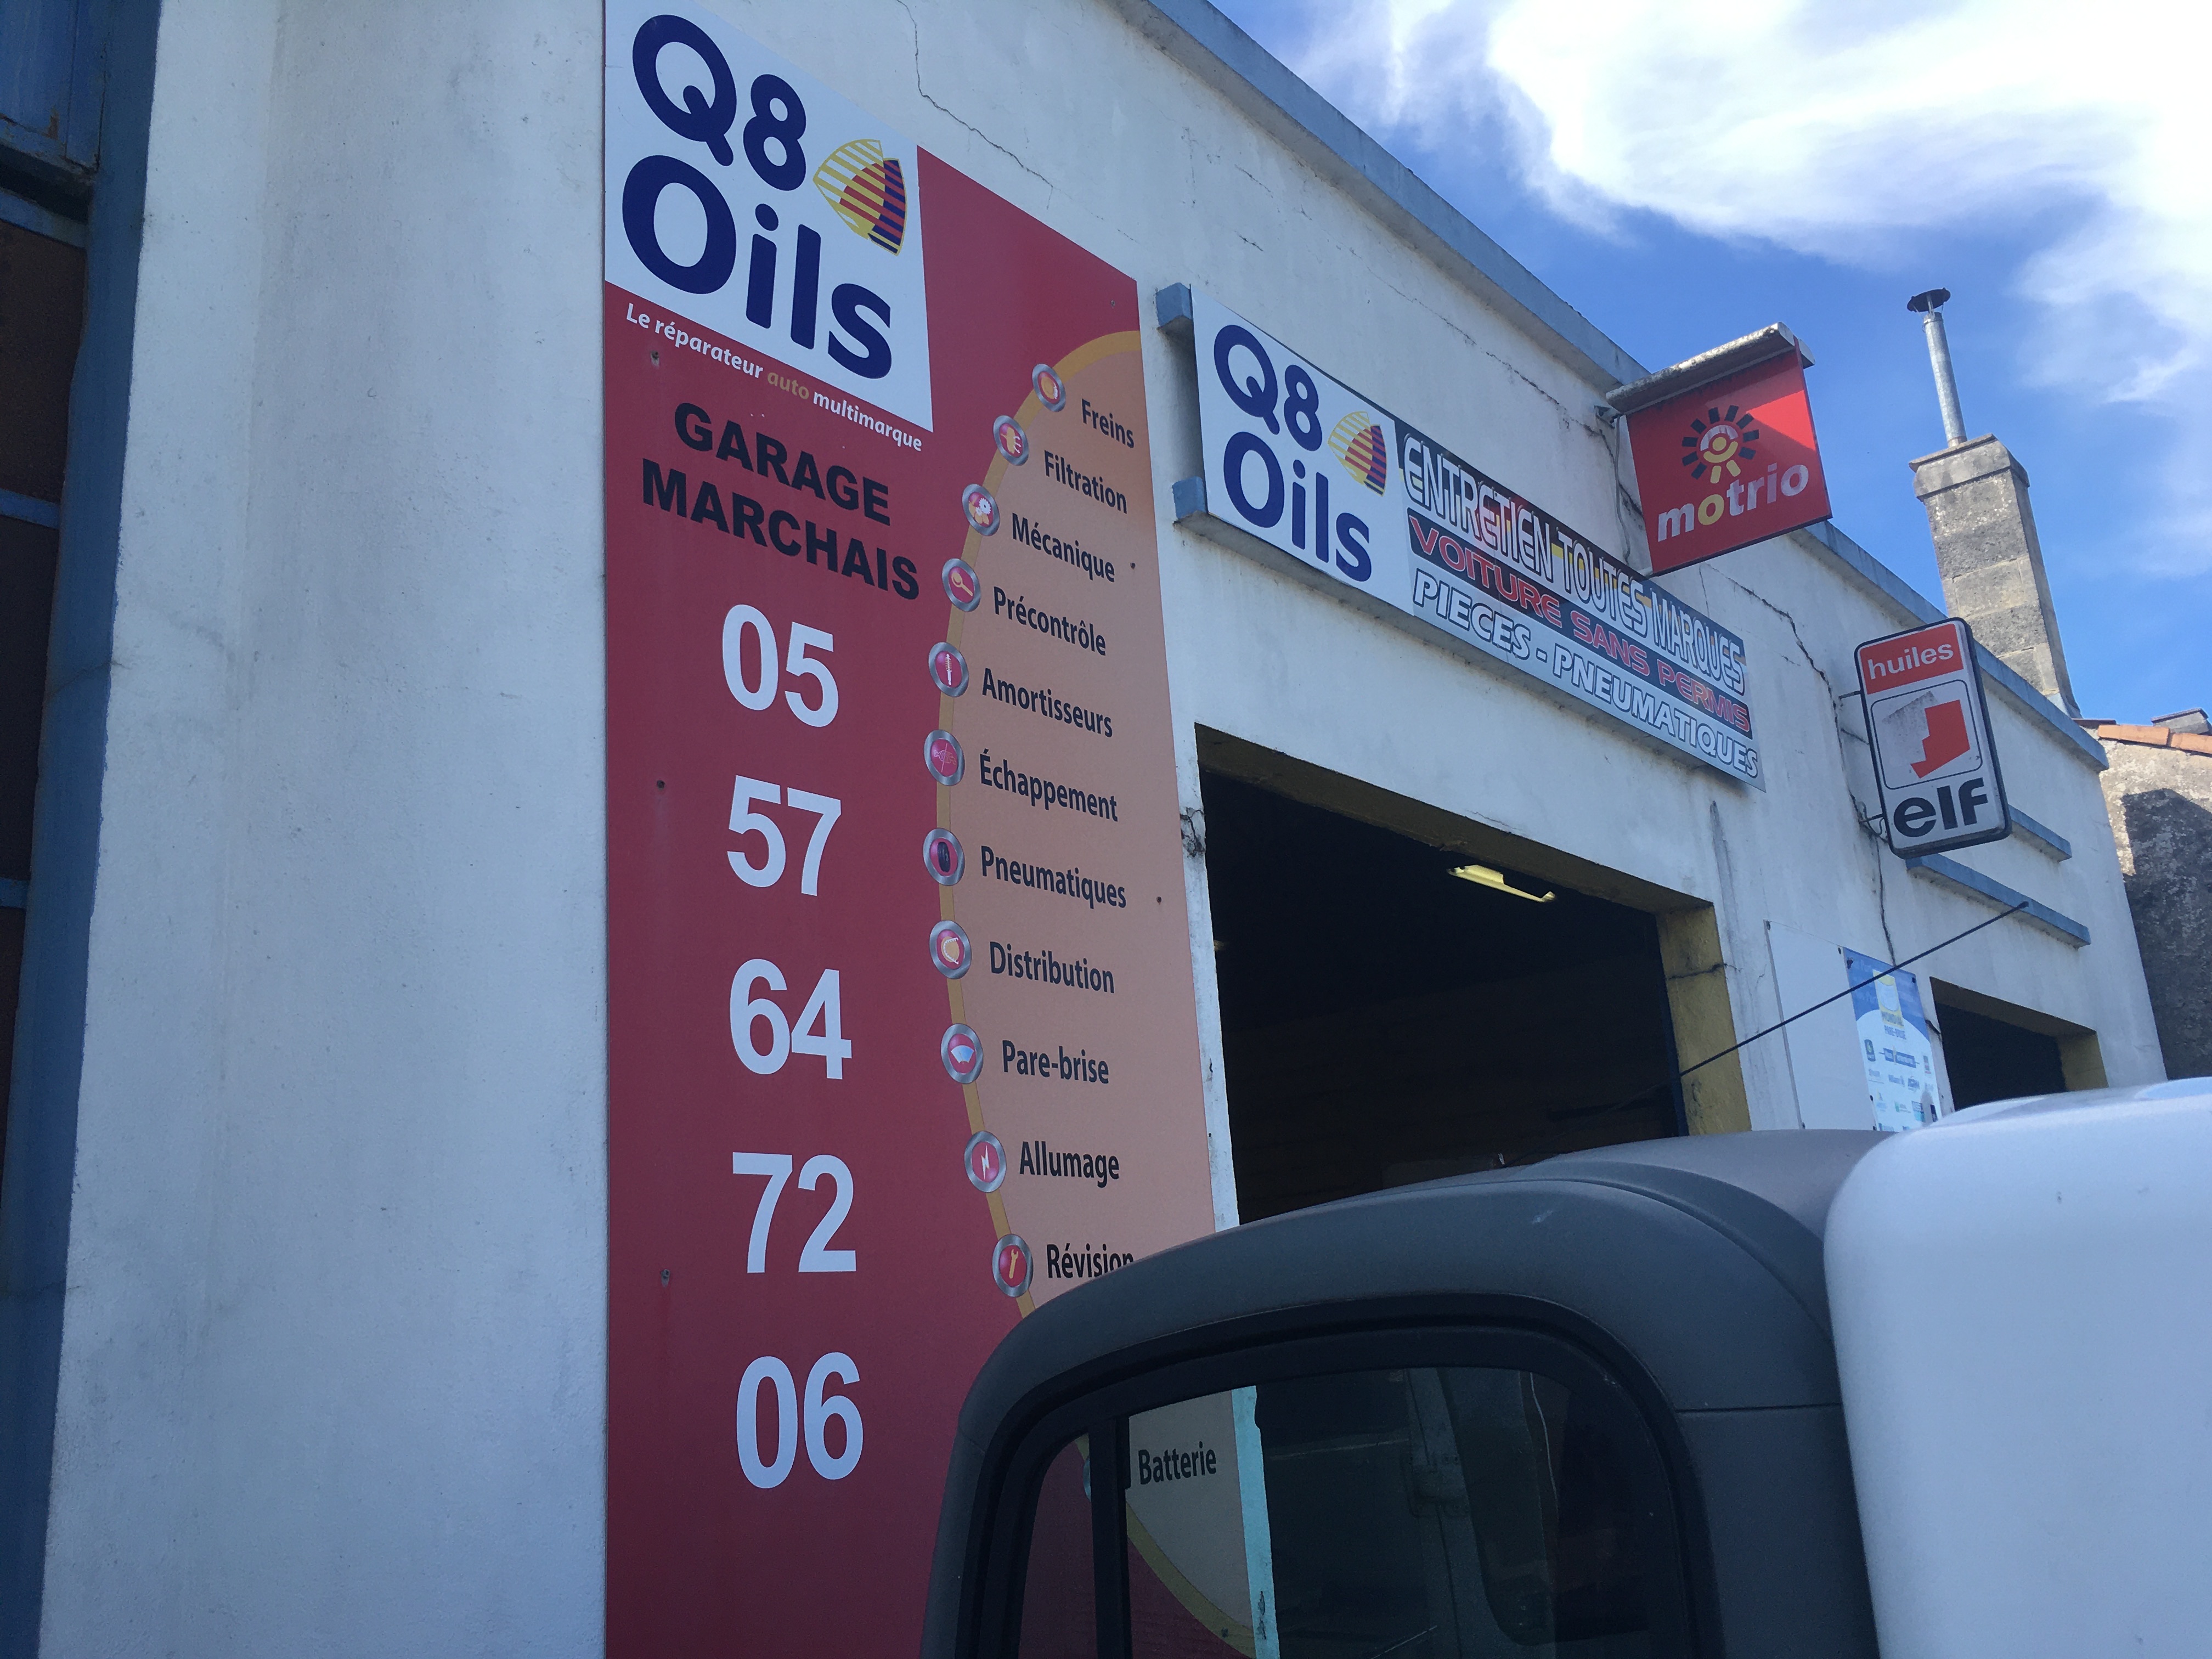 Q8
Oils
Le réparateur auto multimarque
GARAGE
MARCHAIS
05
57
64
72
06
Freins
Filtration
Mécanique
Précontrôle
Amortisseurs
Échappement
Pneumatiques
Distribution
Pare-brise
Allumage
Révision
Batterie
Q8
Oils
ENTRETIEN TOUTES MARQUES
VOITURE SANS PERMIS
PIECES - PNEUMATIQUES
motrio
huiles
elf